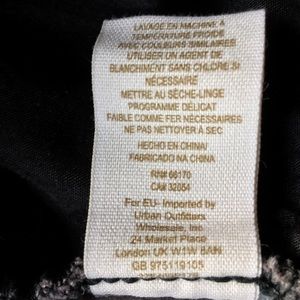 LAVAGE EN MACHINE À
TEMPÉRATURE FROIDE
AVEC COULEURS SIMILAIRES
UTILISER UN AGENT DE
BLANCHIMENT SANS CHLORE SI
NÉCESSAIRE
METTRE AU SÈCHE-LINGE
PROGRAMME DÉLICAT
FAIBLE COMME FER NÉCESSAIRES
NE PAS NETTOYER À SEC
HECHO EN CHINA/
FABRICADO NA CHINA
RN# 66170
CA# 32054
For EU- Imported by
Urban Outfitters
Wholesale, Inc
24 Market Place
London UK W1W 8AN
GB 975119105